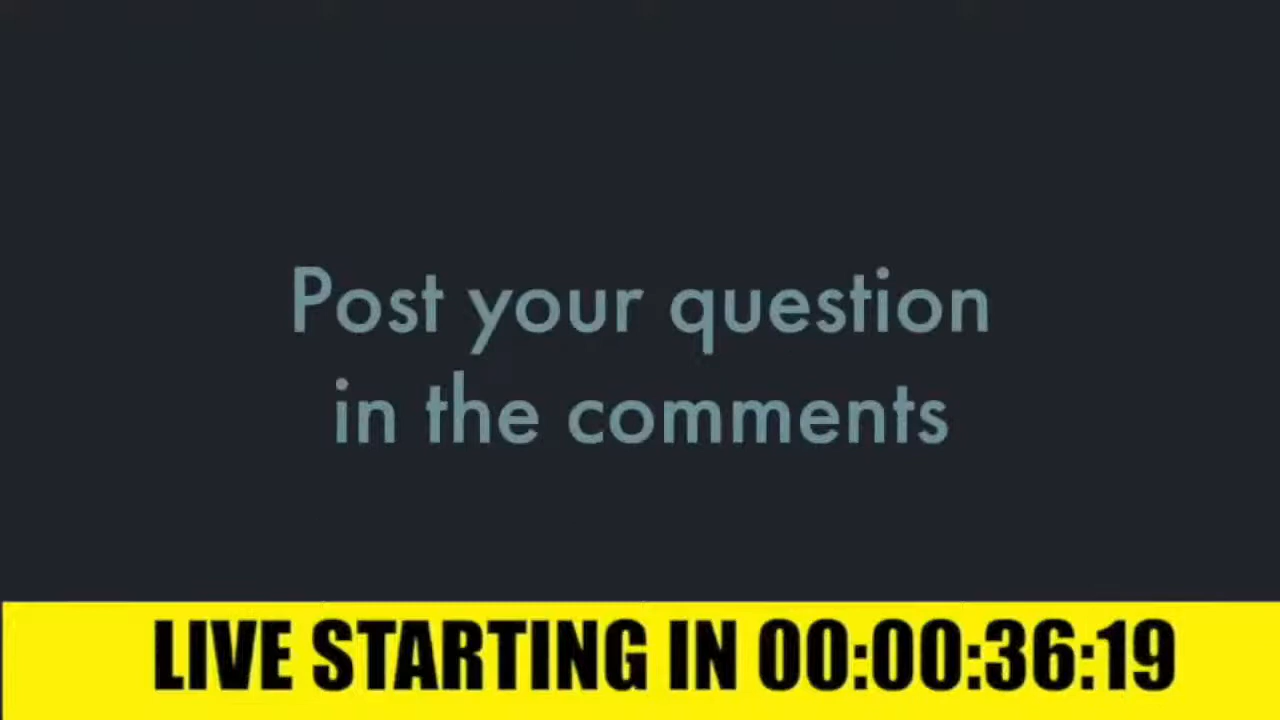 Post your question
in the comments
LIVE STARTING IN 00:00:36:19